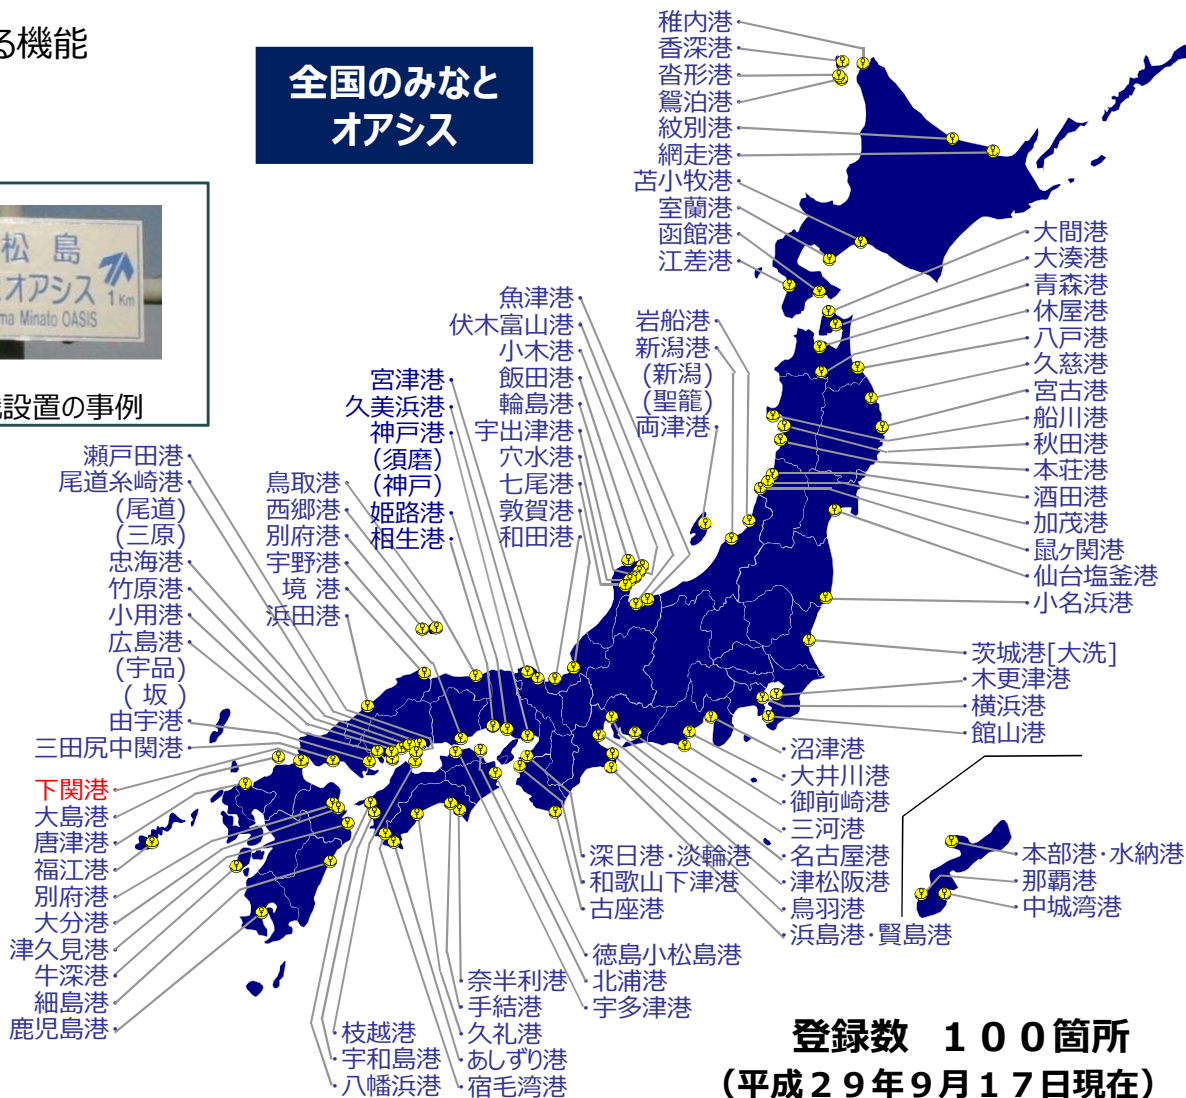 る機能
全国のみなと
オアシス
松島
オアシス 1Km
ma Minato OASIS
設置の事例
稚内港
香深港
沓形港
鴛泊港
紋別港
網走港
苫小牧港
室蘭港
函館港
江差港
大間港
大湊港
青森港
休屋港
八戸港
久慈港
宮古港
船川港
秋田港
本荘港
酒田港
加茂港
鼠ヶ関港
仙台塩釜港
小名浜港
茨城港[大洗]
木更津港
横浜港
館山港
岩船港
新潟港
(新潟)
(聖籠)
両津港
魚津港
伏木富山港
小木港
飯田港
輪島港
宇出津港
穴水港
七尾港
敦賀港
和田港
宮津港
久美浜港
神戸港
(須磨)
(神戸)
姫路港
相生港
鳥取港
西郷港
別府港
宇野港
境 港
浜田港
瀬戸田港
尾道糸崎港
(尾道)
(三原)
忠海港
竹原港
小用港
広島港
(宇品)
( 坂 )
由宇港
三田尻中関港
下関港
大島港
唐津港
福江港
別府港
大分港
津久見港
牛深港
細島港
鹿児島港
沼津港
大井川港
御前崎港
三河港
名古屋港
津松阪港
鳥羽港
浜島港・賢島港
深日港・淡輪港
和歌山下津港
古座港
徳島小松島港
北浦港
宇多津港
奈半利港
手結港
久礼港
あしずり港
宿毛湾港
枝越港
宇和島港
八幡浜港
本部港・水納港
那覇港
中城湾港
登録数 １００箇所
（平成２９年９月１７日現在）